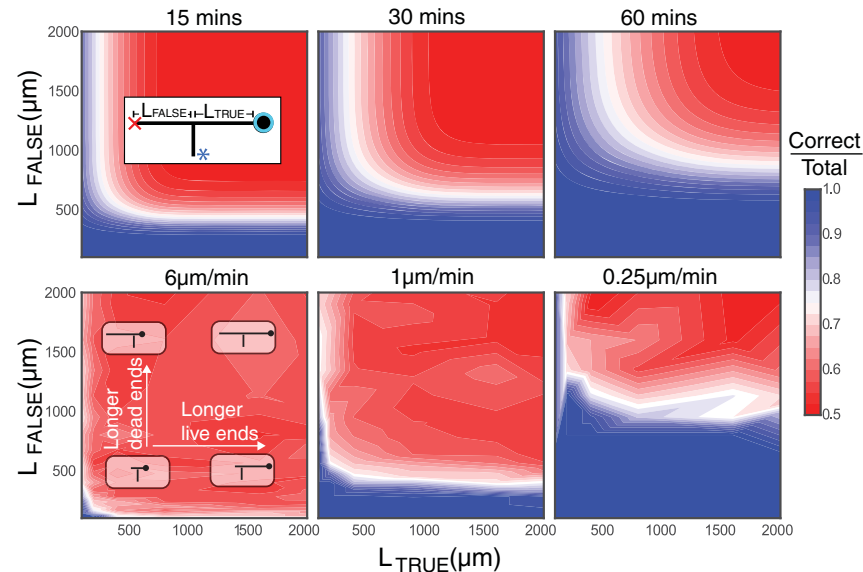 15 mins
30 mins
60 mins
2000
1500
1000
500
L FALSE(µm)
LFALSE
LTRUE
*
Correct
Total
1.0
0.9
0.8
0.7
0.6
0.5
6µm/min
1µm/min
0.25µm/min
2000
1500
1000
500
L FALSE(µm)
Longer
dead ends
Longer
live ends
500 1000 1500 2000
500 1000 1500 2000
500 1000 1500 2000
LTRUE(µm)